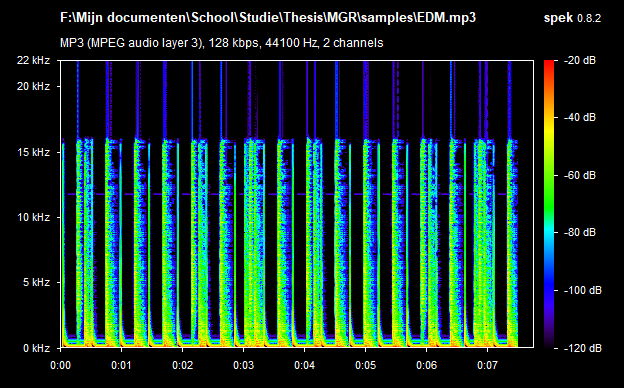 F:\Mijn documenten\School\Studie\Thesis\MGR\samples\EDM.mp3 spek 0.8.2
MP3 (MPEG audio layer 3), 128 kbps, 44100 Hz, 2 channels
22 kHz
20 kHz
15 kHz
10 kHz
5 kHz
0 kHz
0:00 0:01 0:02 0:03 0:04 0:05 0:06 0:07
-20 dB
-40 dB
-60 dB
-80 dB
-100 dB
-120 dB